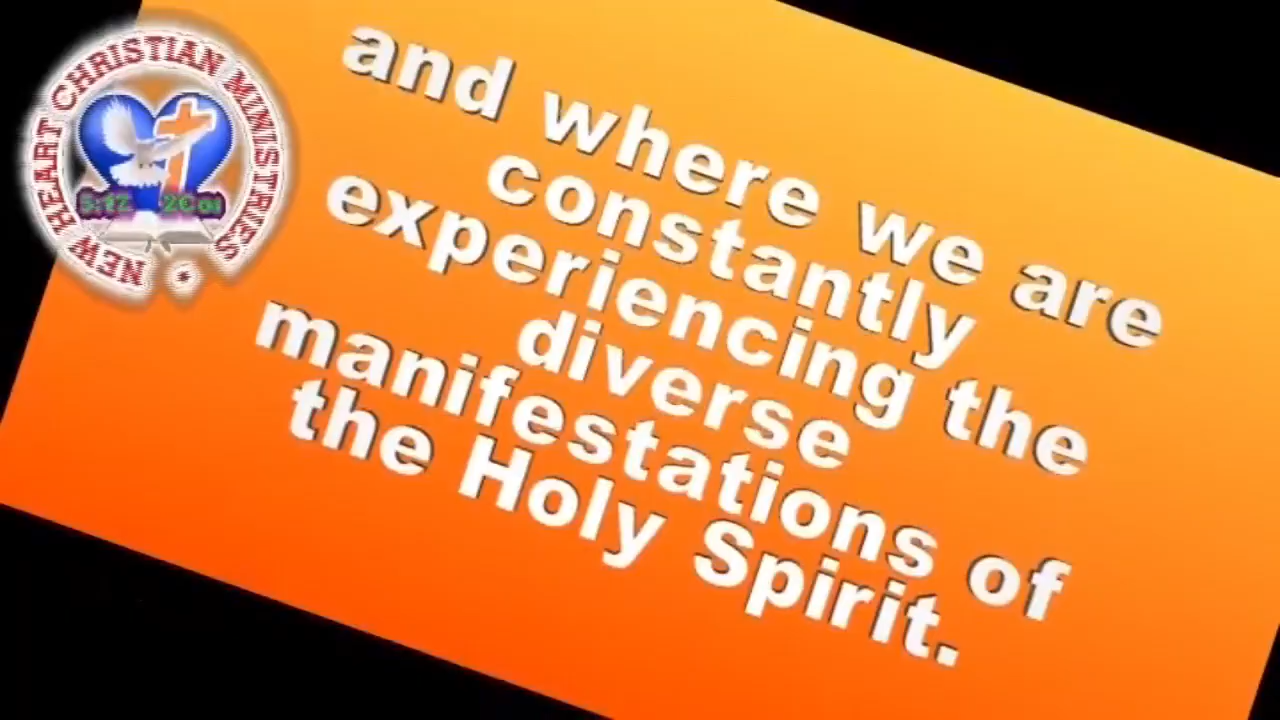 NEW HEART CHRISTIAN MINISTRIES
and where we are
constantly
experiencing the
diverse
manifestations of
the Holy Spirit.